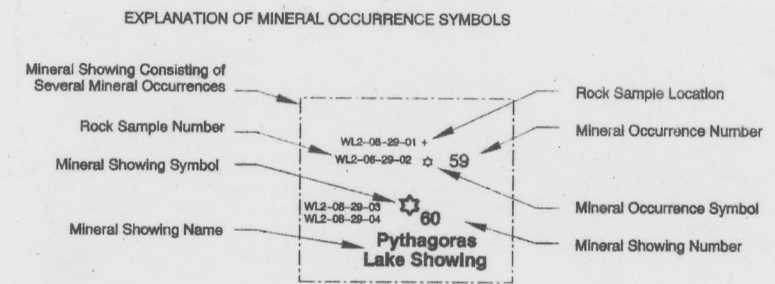 EXPLANATION OF MINERAL OCCURRENCE SYMBOLS
Mineral Showing Consisting of
Several Mineral Occurrences
Rock Sample Number
Mineral Showing Symbol
Mineral Showing Name
WL2-08-29-01 +
WL2-08-29-02
59
WL2-08-29-03
WL2-08-29-04
60
Pythagoras
Lake Showing
Rock Sample Location
Mineral Occurrence Number
Mineral Occurrence Symbol
Mineral Showing Number